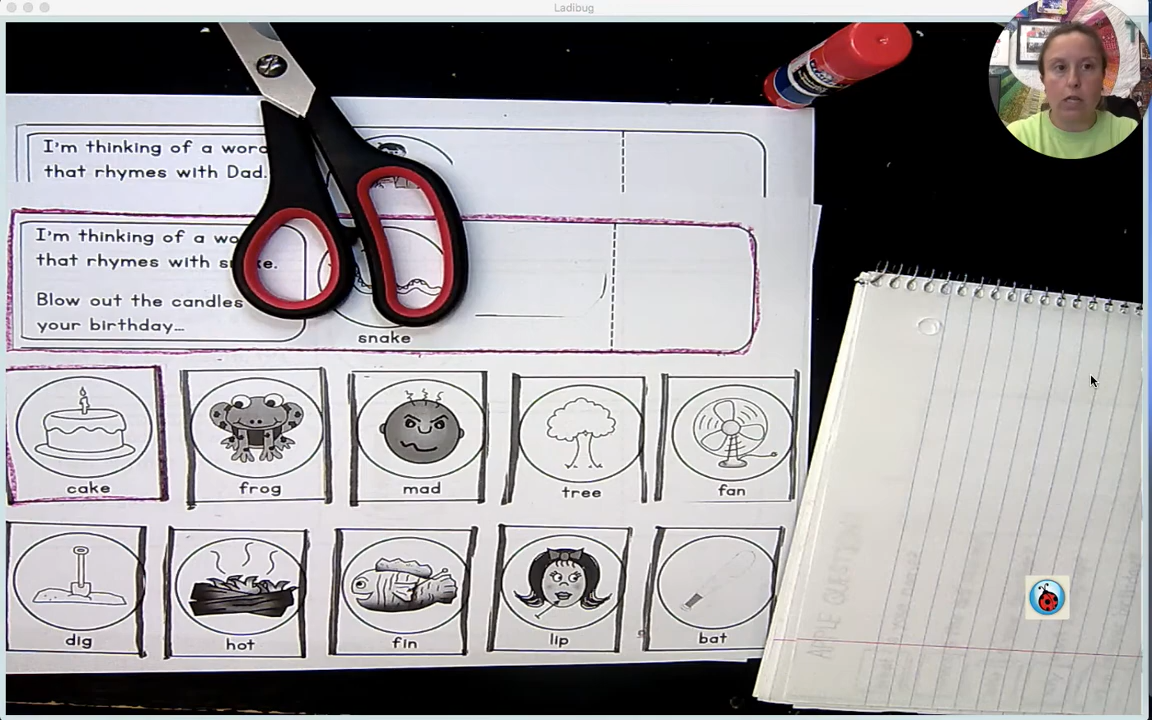 Ladibug
I'm thinking of a word
that rhymes with Dad.
I'm thinking of a
that rhymes with snake.
Blow out the candles
your birthday…
snake
cake
frog
mad
tree
fan
dig
hot
fin
lip
bat